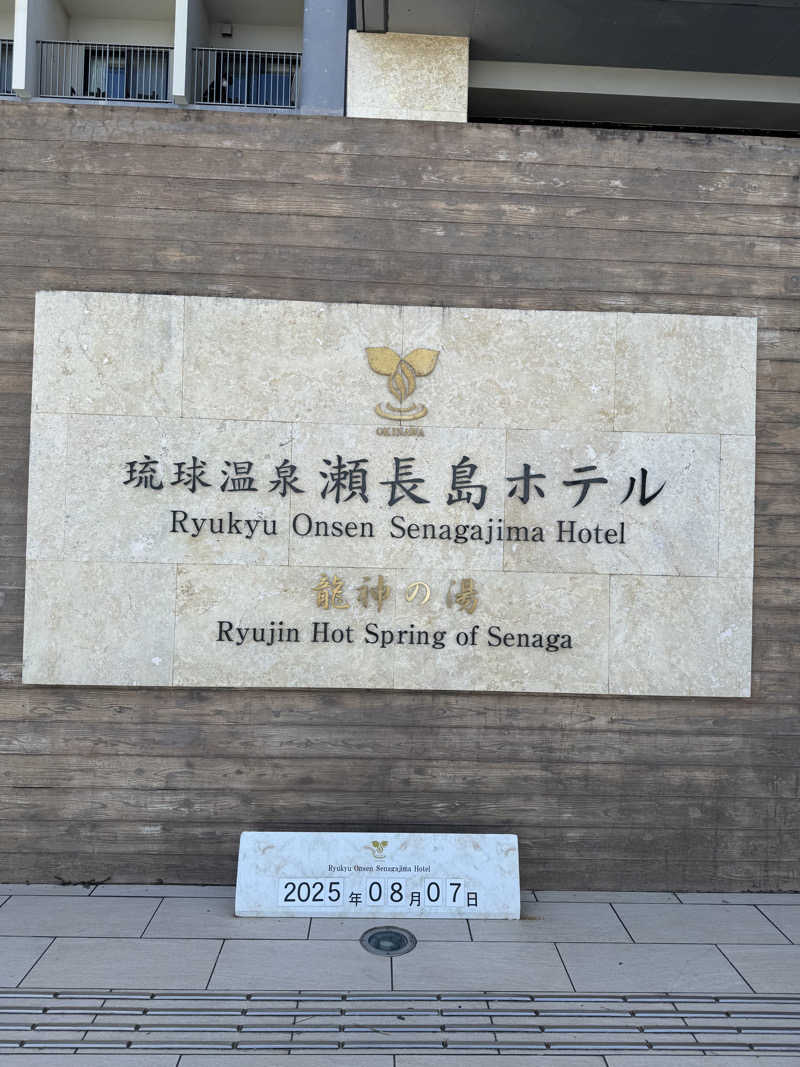 OKINAWA
琉球温泉 瀬長島ホテル
Ryukyu Onsen Senagajima Hotel
龍神の湯
Ryujin Hot Spring of Senaga
Ryukyu Onsen Senagajima Hotel
2025年08月07日